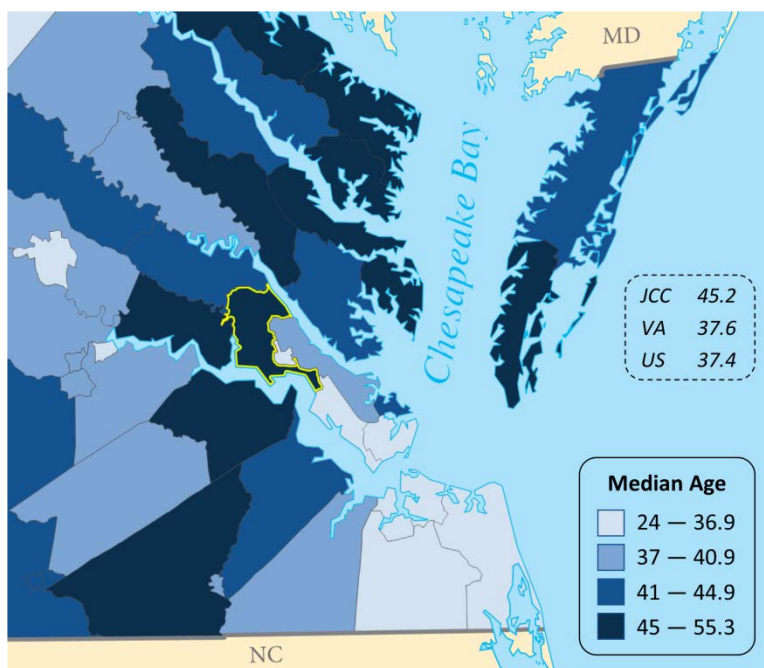 MD
Chesapeake Bay
JCC 45.2
VA 37.6
US 37.4
Median Age
24 — 36.9
37 — 40.9
41 — 44.9
45 — 55.3
NC